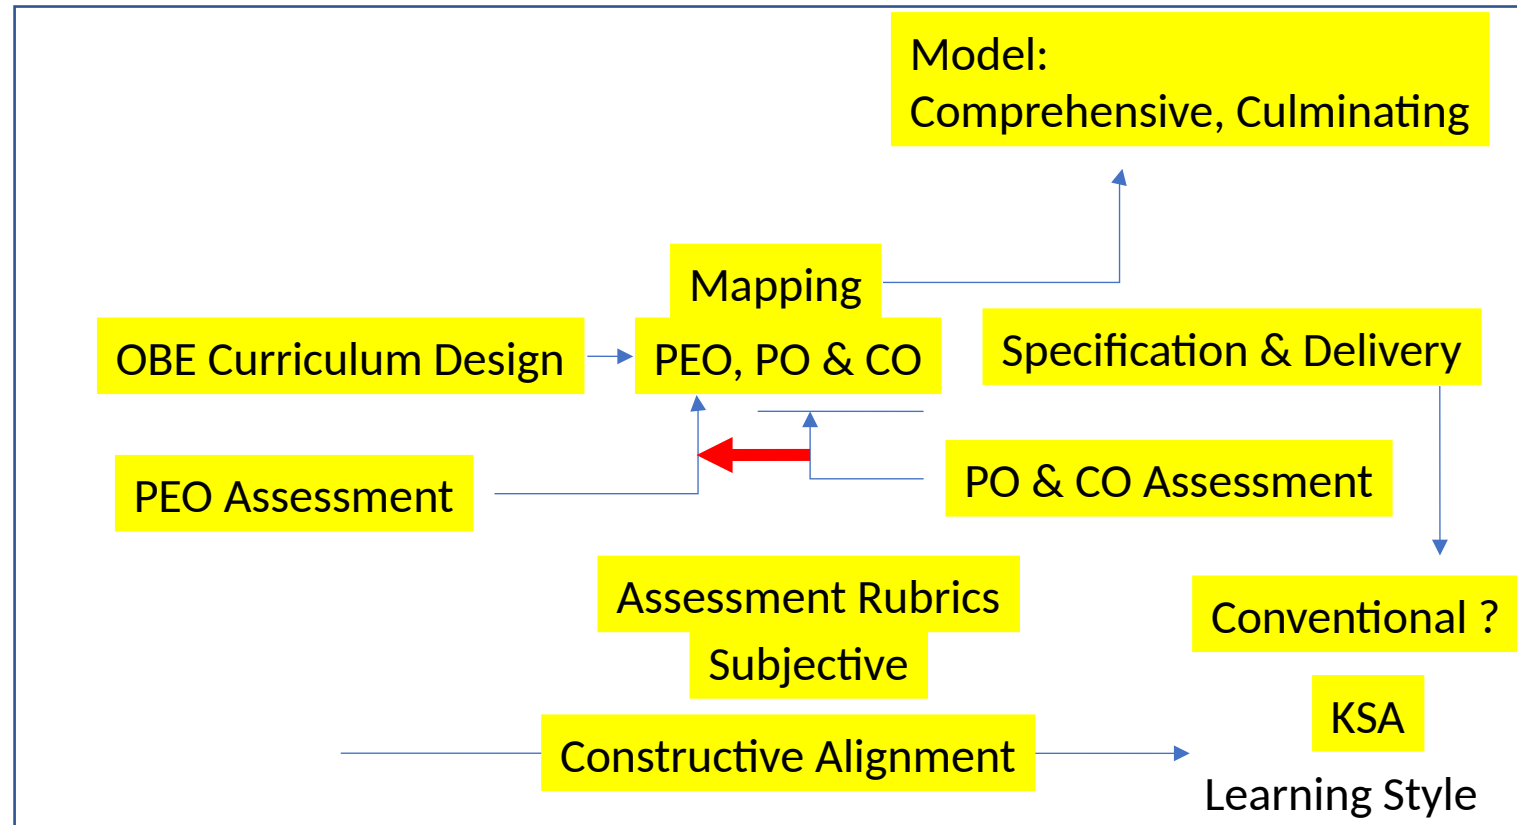 Model:
Comprehensive, Culminating
Mapping
OBE Curriculum Design
PEO, PO & CO
Specification & Delivery
PEO Assessment
PO & CO Assessment
Assessment Rubrics
Subjective
Conventional ?
KSA
Constructive Alignment
Learning Style